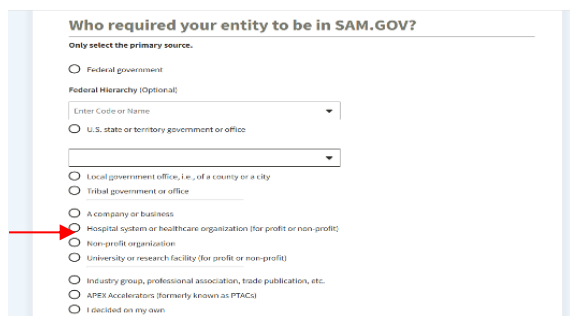 Who required your entity to be in SAM.GOV?
Only select the primary source.
Federal government
Federal Hierarchy (Optional)
Enter Code or Name
U.S. state or territory government or office
Local government office, i.e., of a county or a city
Tribal government or office
A company or business
Hospital system or healthcare organization (for profit or non-profit)
Non-profit organization
University or research facility (for profit or non-profit)
Industry group, professional association, trade publication, etc.
APEX Accelerators (formerly known as PTACs)
I decided on my own